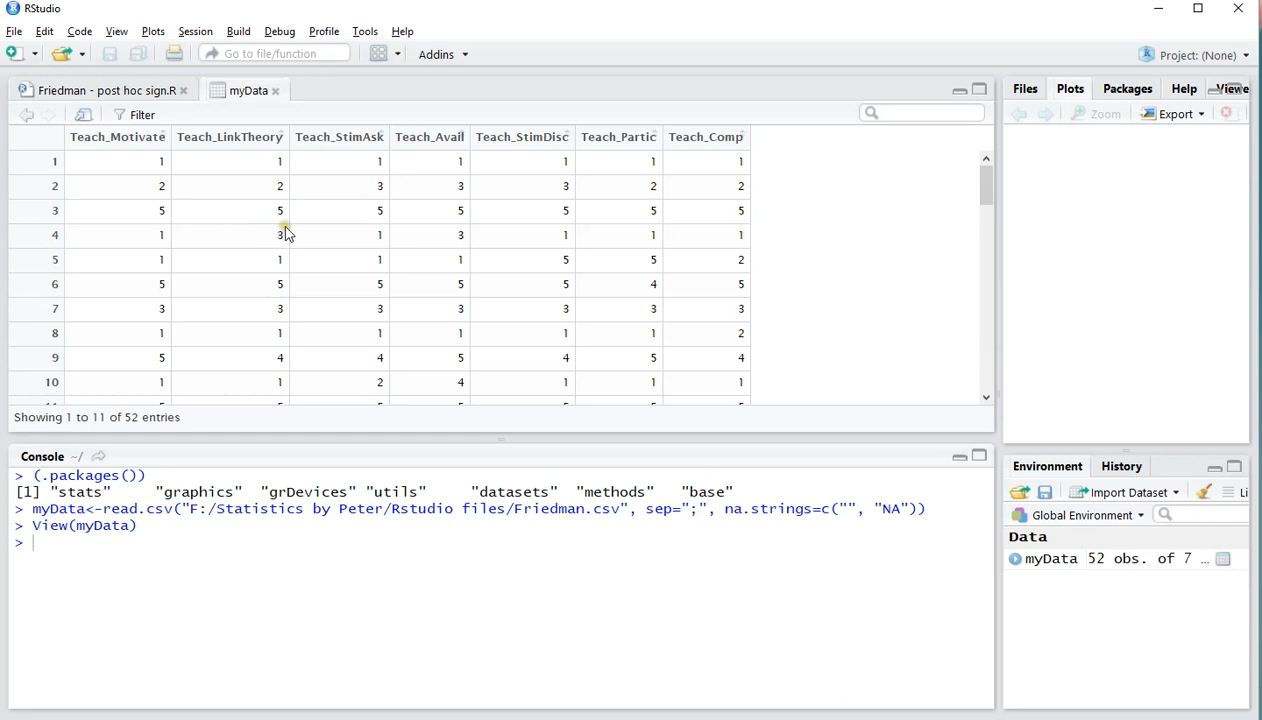 RStudio
File Edit Code View Plots Session Build Debug Profile Tools Help
Go to file/function Addins Project: (None)
Friedman - post hoc sign.R myData
Filter
Teach_Motivate Teach_LinkTheory Teach_StimAsk Teach_Avail Teach_StimDisc Teach_Partic Teach_Comp
1 1 1 1 1 1 1 1
2 2 2 3 3 3 2 2
3 5 5 5 5 5 5 5
4 1 3 1 3 1 1 1
5 1 1 1 1 5 5 2
6 5 5 5 5 5 4 5
7 3 3 3 3 3 3 3
8 1 1 1 1 1 1 2
9 5 4 4 5 4 5 4
10 1 1 2 4 1 1 1
Showing 1 to 11 of 52 entries
Console ~/
> (.packages())
[1] "stats" "graphics" "grDevices" "utils" "datasets" "methods" "base"
> myData<-read.csv("F:/Statistics by Peter/Rstudio files/Friedman.csv", sep=";", na.strings=c("", "NA"))
> View(myData)
>
Files Plots Packages Help Viewe
Zoom Export
Environment History
Import Dataset Li
Global Environment
Data
myData 52 obs. of 7 ...